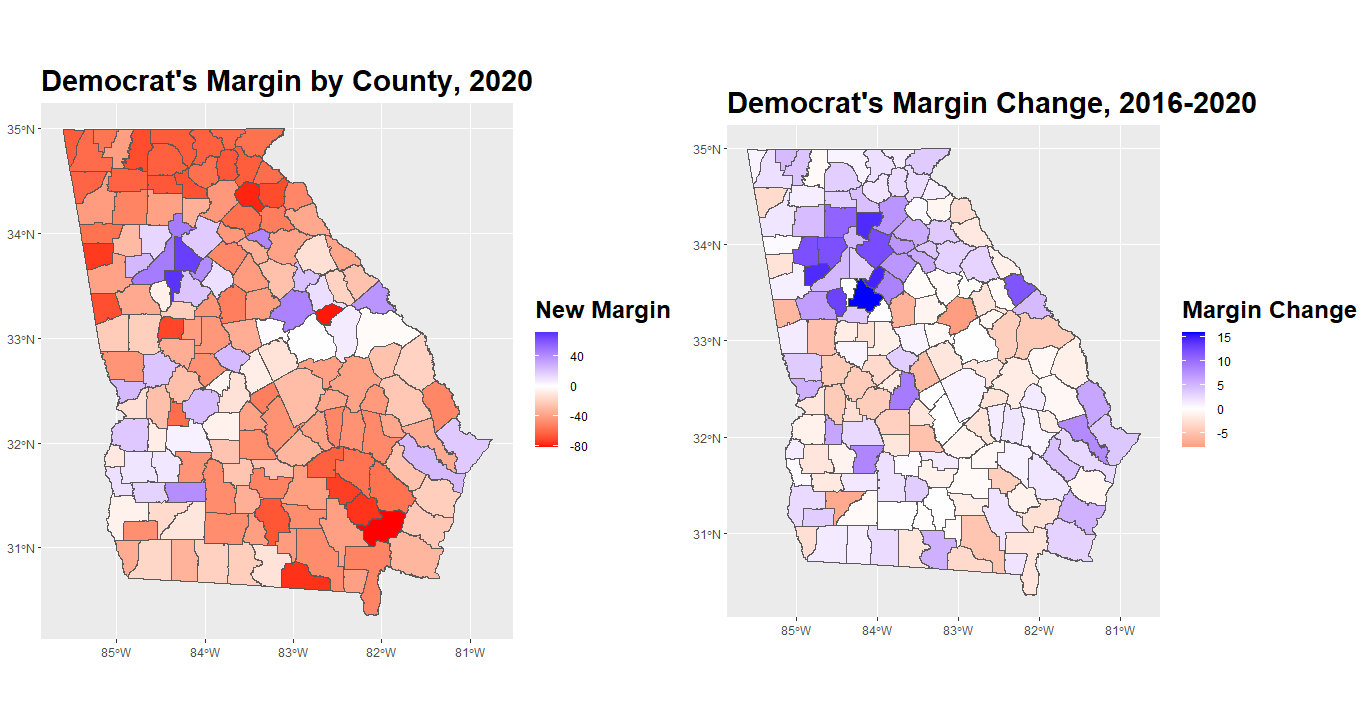 Democrat's Margin by County, 2020
35°N
34°N
33°N
32°N
31°N
85°W 84°W 83°W 82°W 81°W
New Margin
40
0
-40
-80
Democrat's Margin Change, 2016-2020
35°N
34°N
33°N
32°N
31°N
85°W 84°W 83°W 82°W 81°W
Margin Change
15
10
5
0
-5